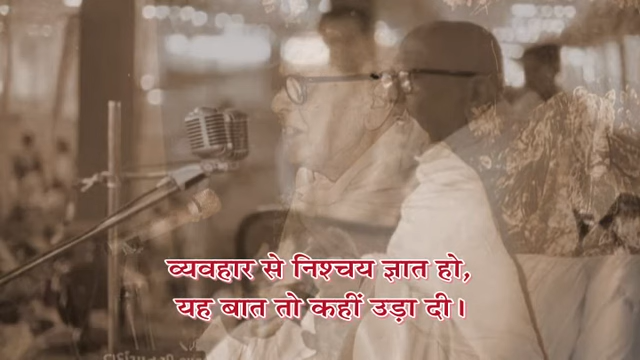 व्यवहार से निश्चय ज्ञात हो,
यह बात तो कहीं उड़ा दी।